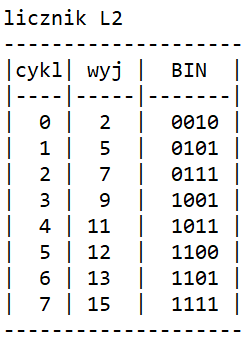 licznik L2
--------------------
|cykl| wyj |  BIN  |
|----|-----|-------|
|  0 |  2  |  0010 |
|  1 |  5  |  0101 |
|  2 |  7  |  0111 |
|  3 |  9  |  1001 |
|  4 | 11  |  1011 |
|  5 | 12  |  1100 |
|  6 | 13  |  1101 |
|  7 | 15  |  1111 |
--------------------